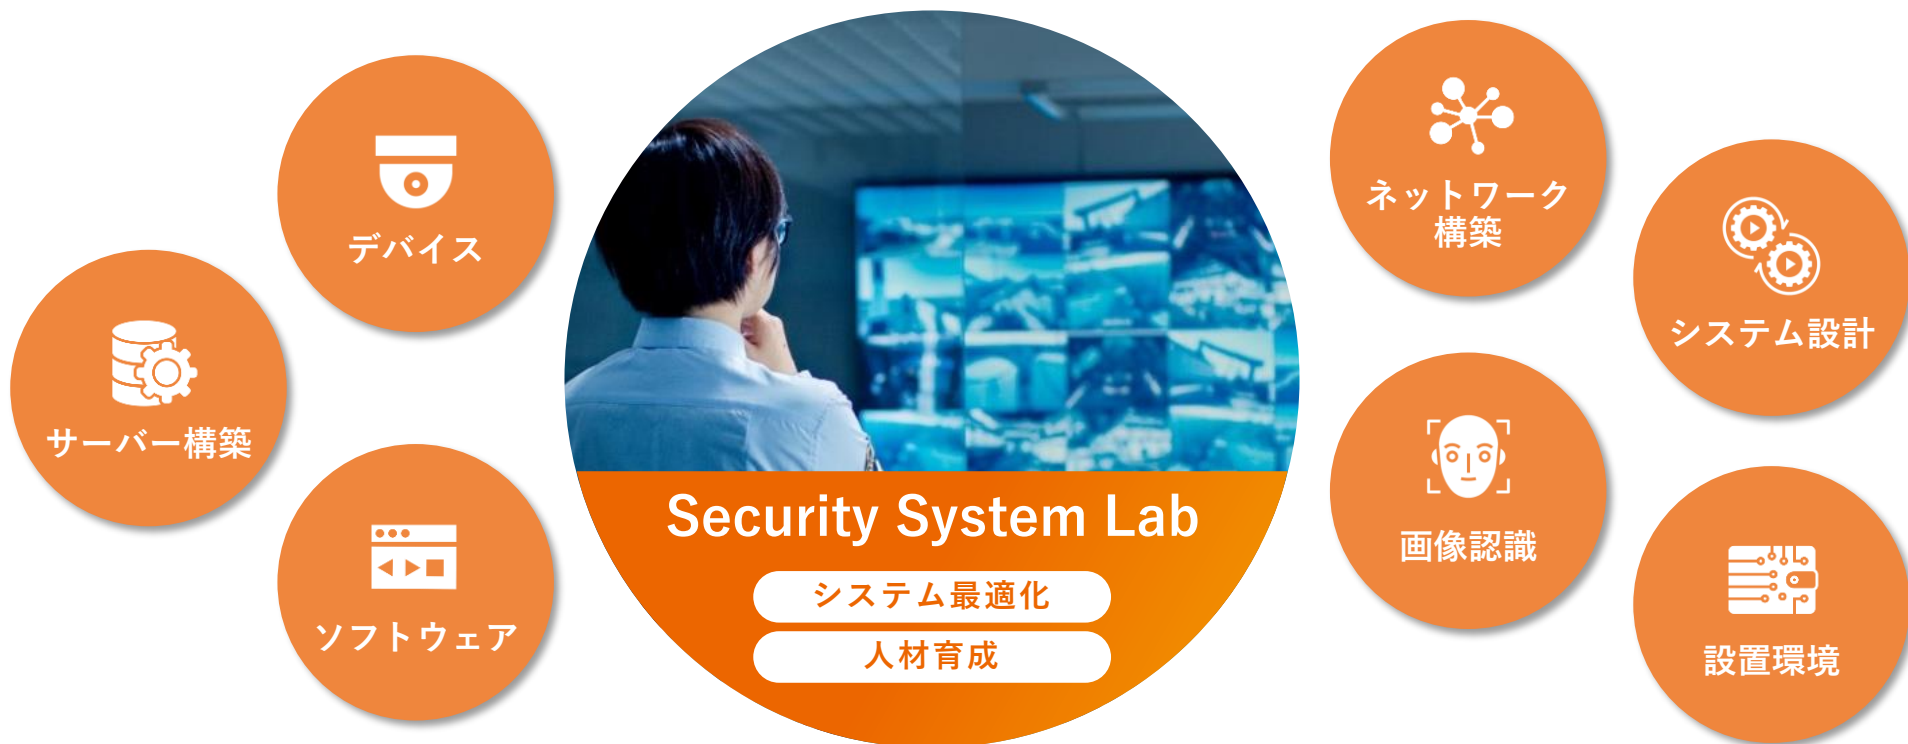 デバイス
サーバー構築
ソフトウェア
Security System Lab
システム最適化
人材育成
ネットワーク
構築
システム設計
画像認識
設置環境